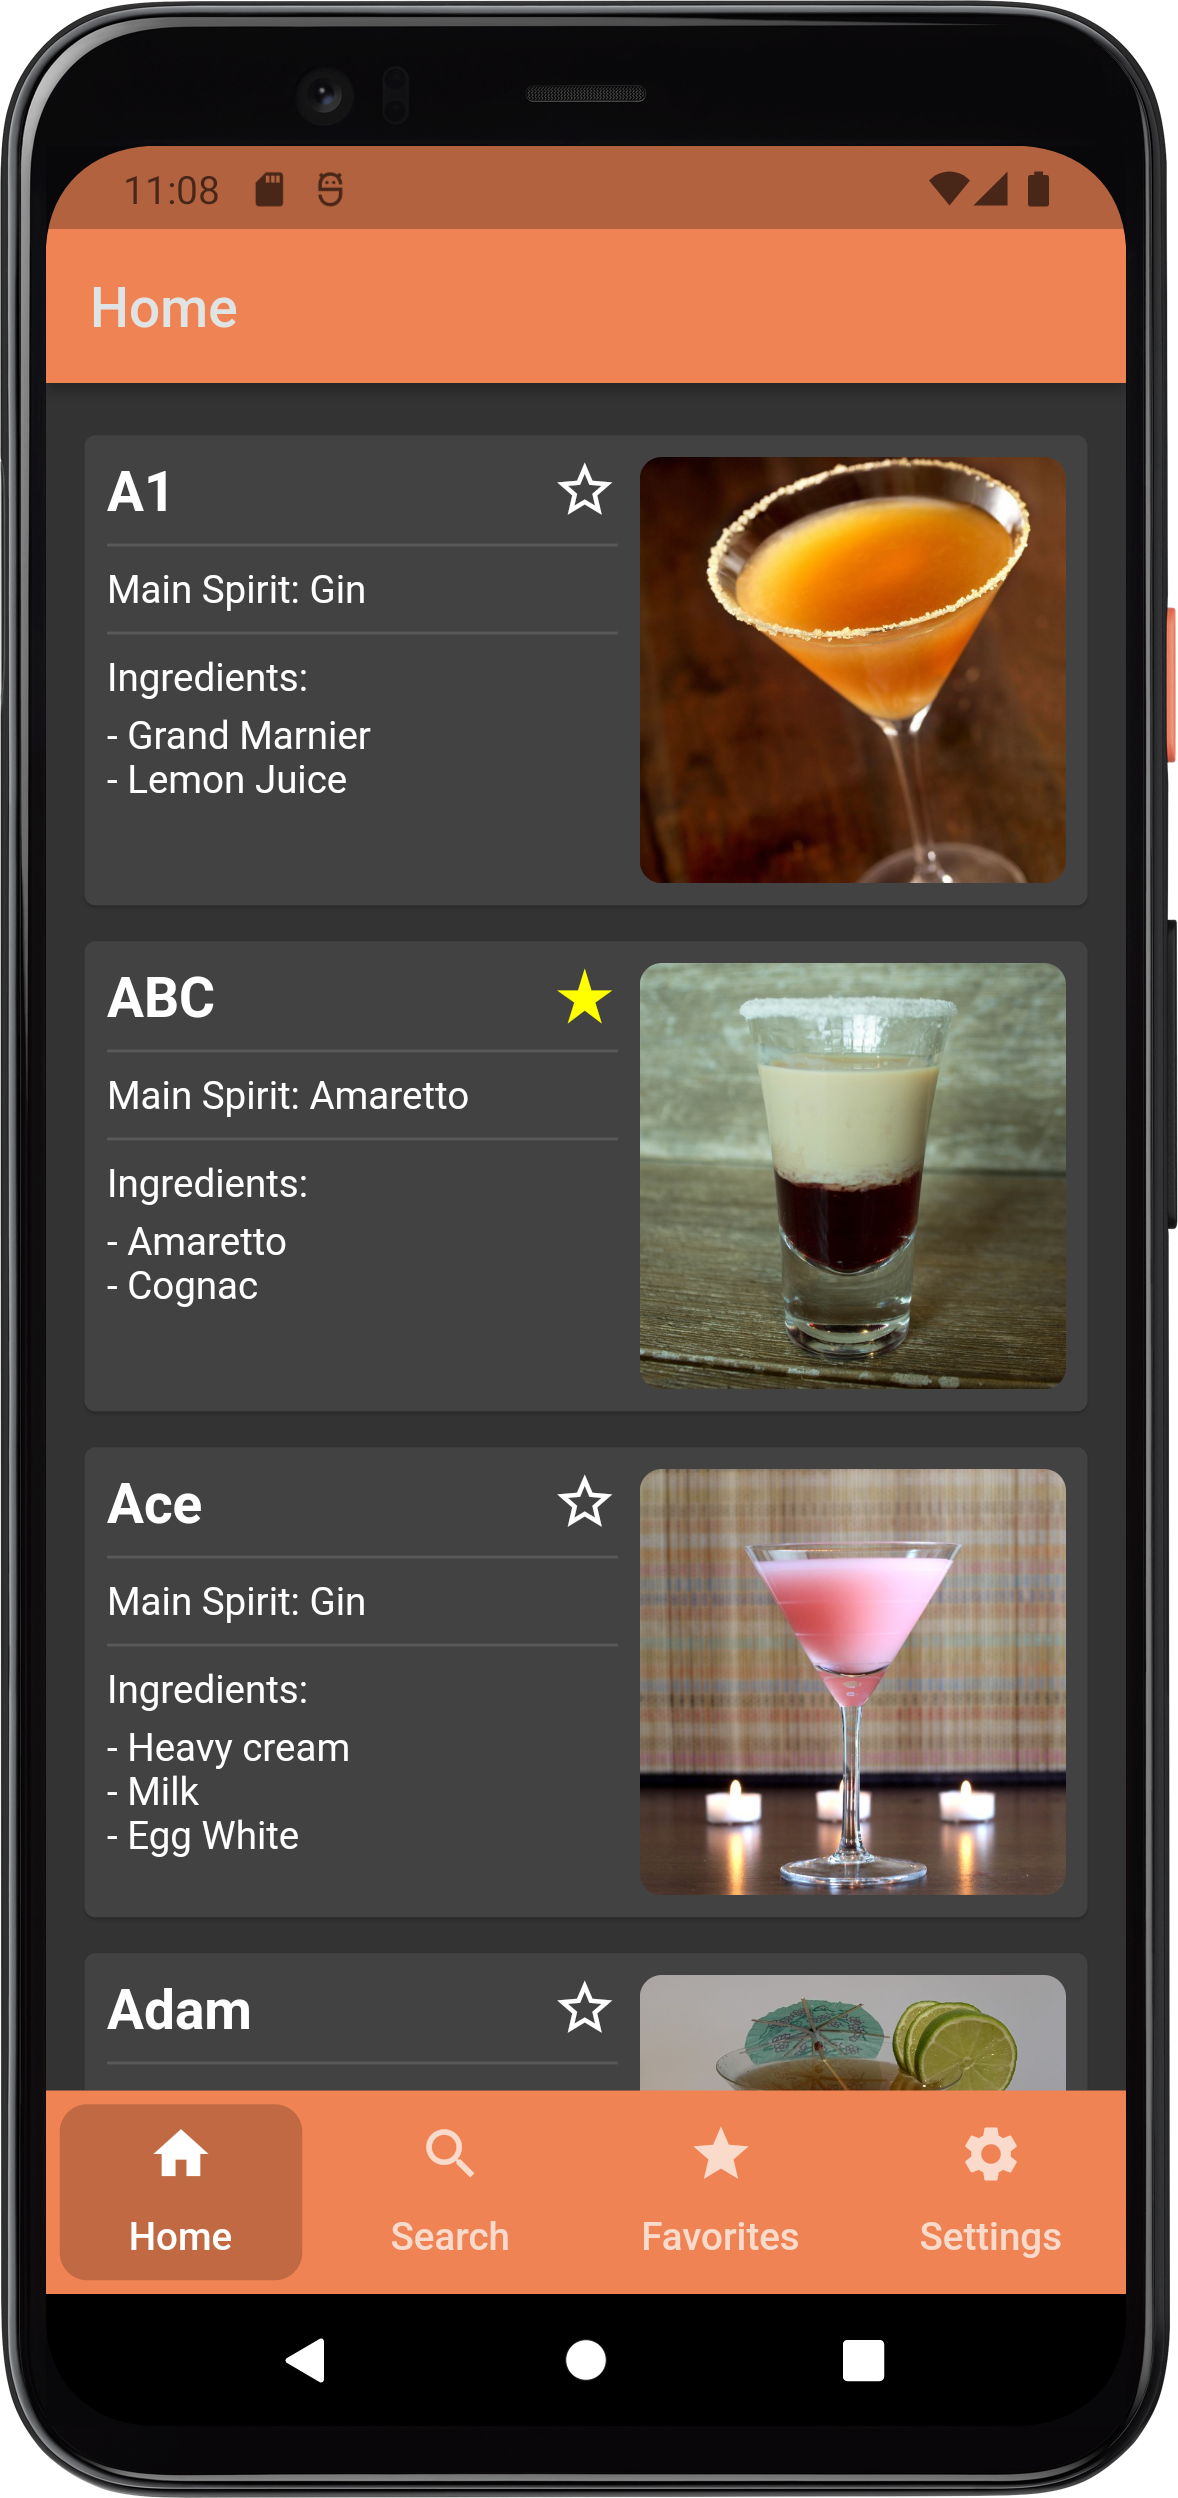 11:08
Home
A1
Main Spirit: Gin
Ingredients:
- Grand Marnier
- Lemon Juice
ABC
Main Spirit: Amaretto
Ingredients:
- Amaretto
- Cognac
Ace
Main Spirit: Gin
Ingredients:
- Heavy cream
- Milk
- Egg White
Adam
Home Search Favorites Settings